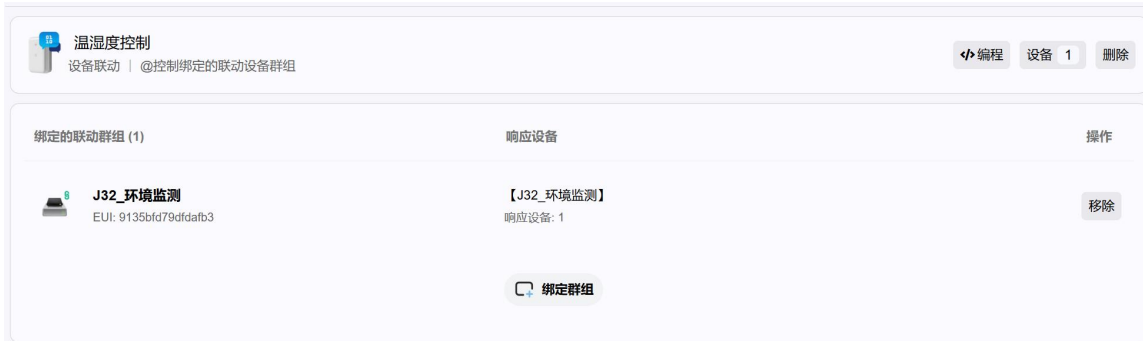 温湿度控制
设备联动 | @控制绑定的联动设备群组
</>编程 设备 1 删除
绑定的联动群组 (1) 响应设备 操作
J32_环境监测 【J32_环境监测】
EUI: 9135bfd79dfdafb3 响应设备: 1
移除
绑定群组